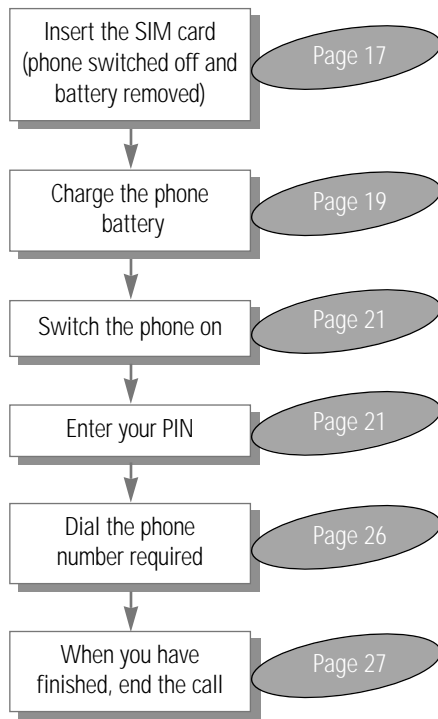 Insert the SIM card
(phone switched off and
battery removed)
Page 17
Charge the phone
battery
Page 19
Switch the phone on
Page 21
Enter your PIN
Page 21
Dial the phone
number required
Page 26
When you have
finished, end the call
Page 27